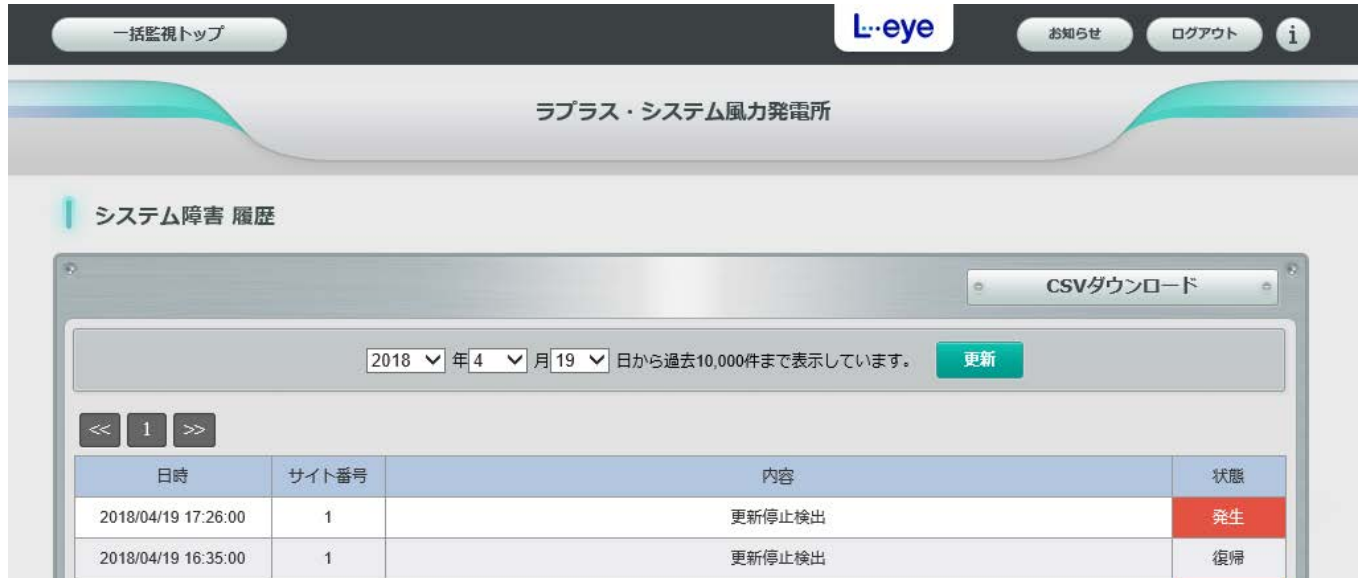 一括監視トップ
L・eye
お知らせ
ログアウト
i
ラプラス・システム風力発電所
システム障害 履歴
CSVダウンロード
2018 年 4 月 19 日から過去10,000件まで表示しています。 更新
<< 1 >>
日時 サイト番号 内容 状態
2018/04/19 17:26:00 1 更新停止検出 発生
2018/04/19 16:35:00 1 更新停止検出 復帰